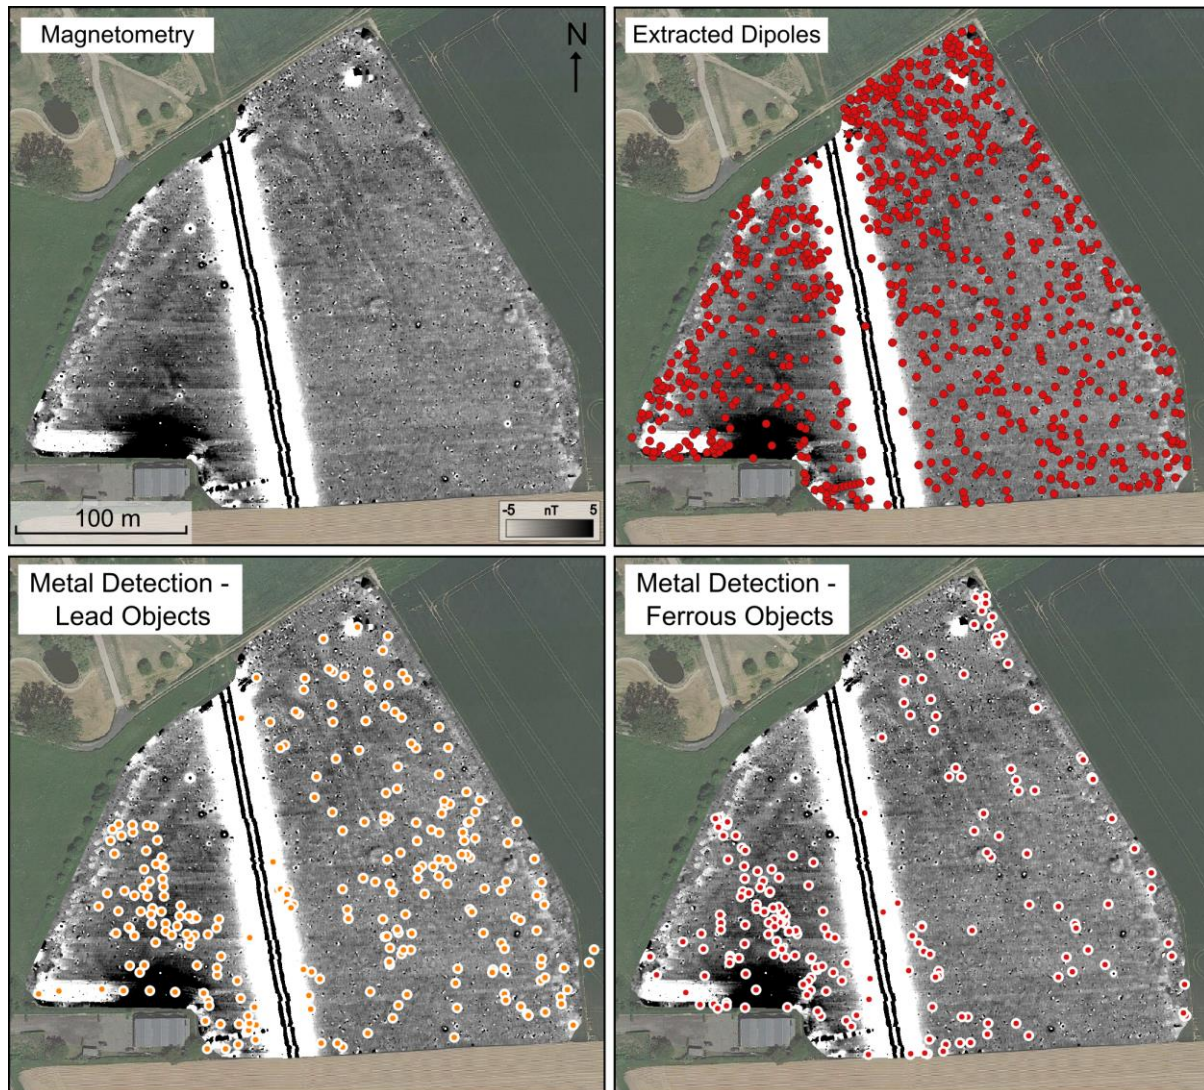 Magnetometry
N
100 m
-5 nT 5
Extracted Dipoles
Metal Detection -
Lead Objects
Metal Detection -
Ferrous Objects